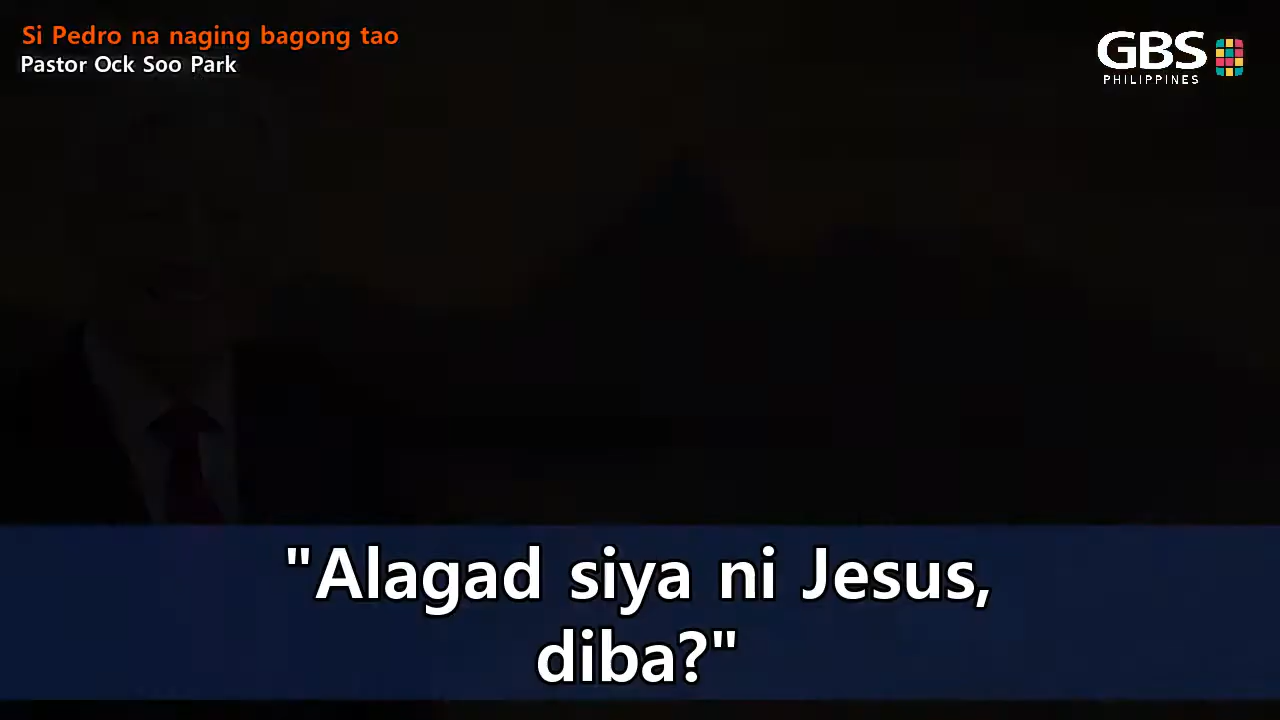 Si Pedro na naging bagong tao
Pastor Ock Soo Park
GBS
PHILIPPINES
"Alagad siya ni Jesus,
diba?"